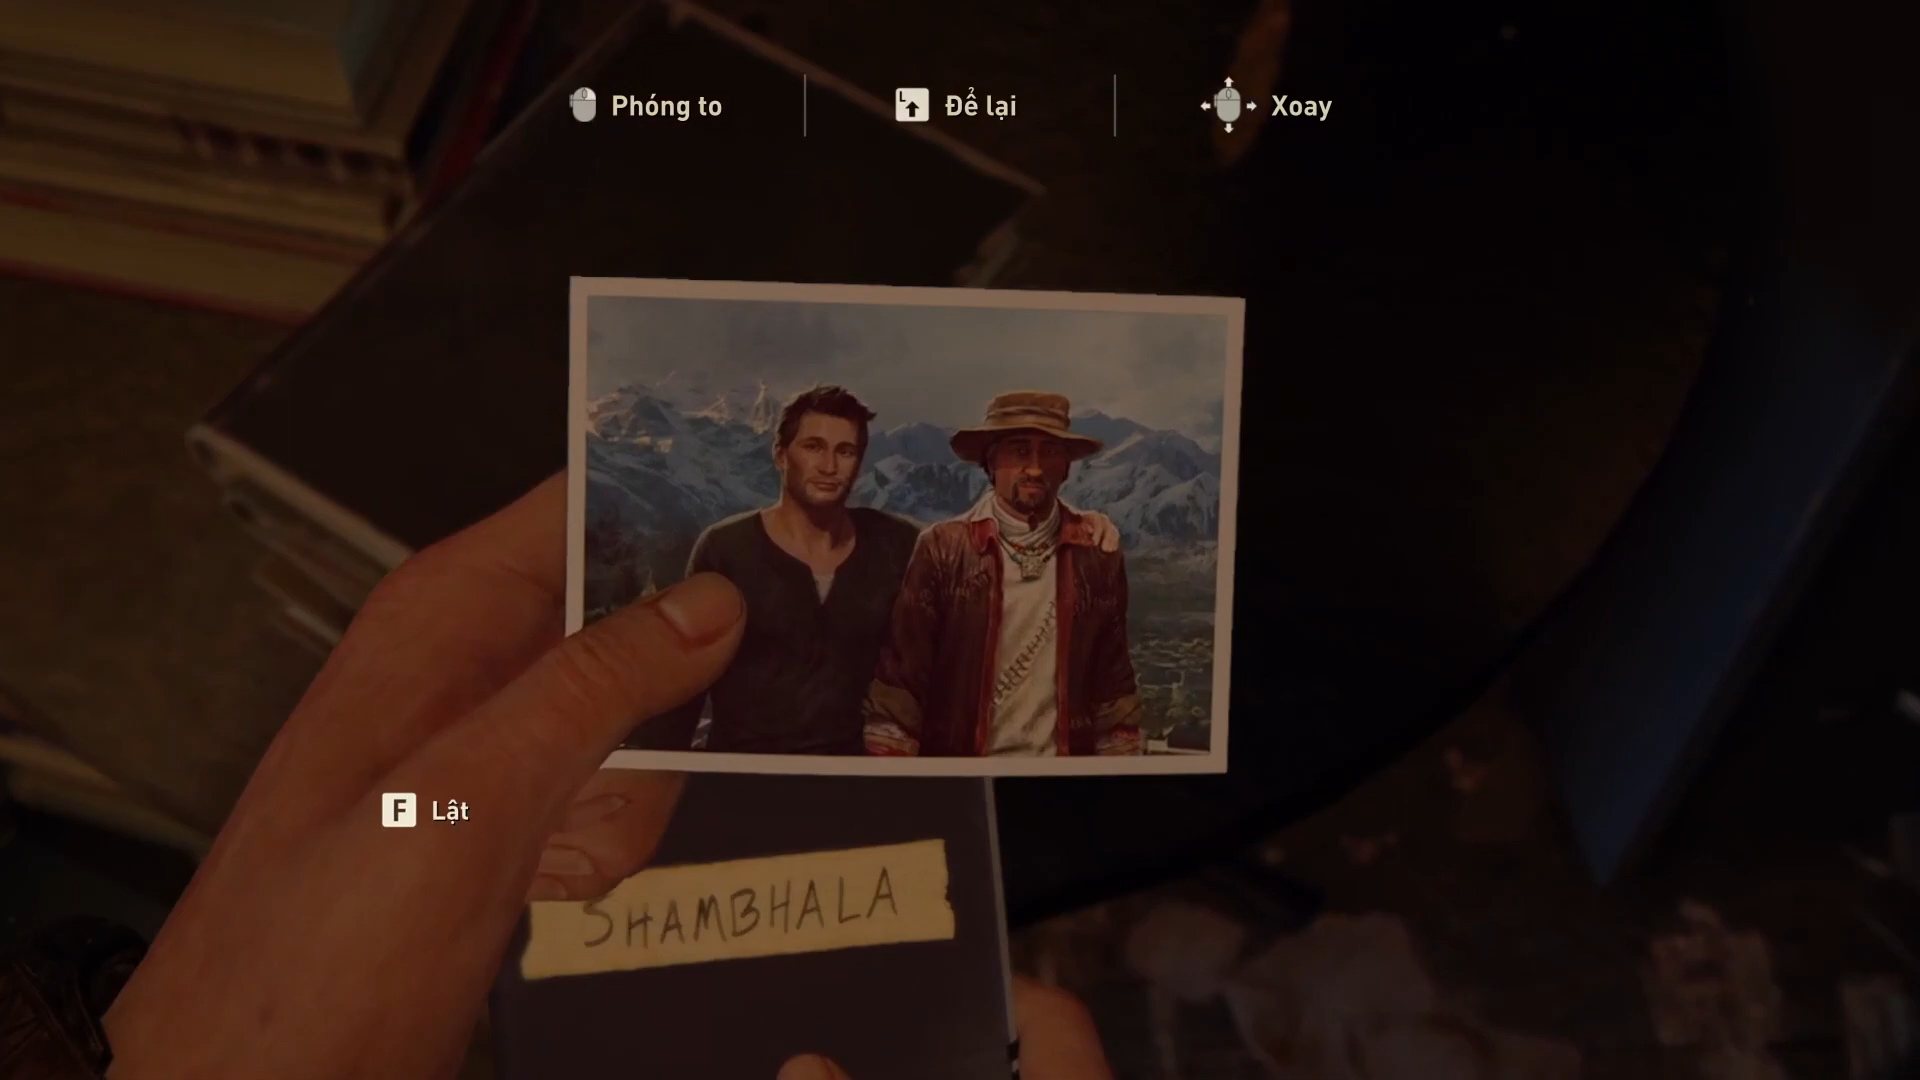 Phóng to
L Để lại
Xoay
F Lật
SHAMBHALA